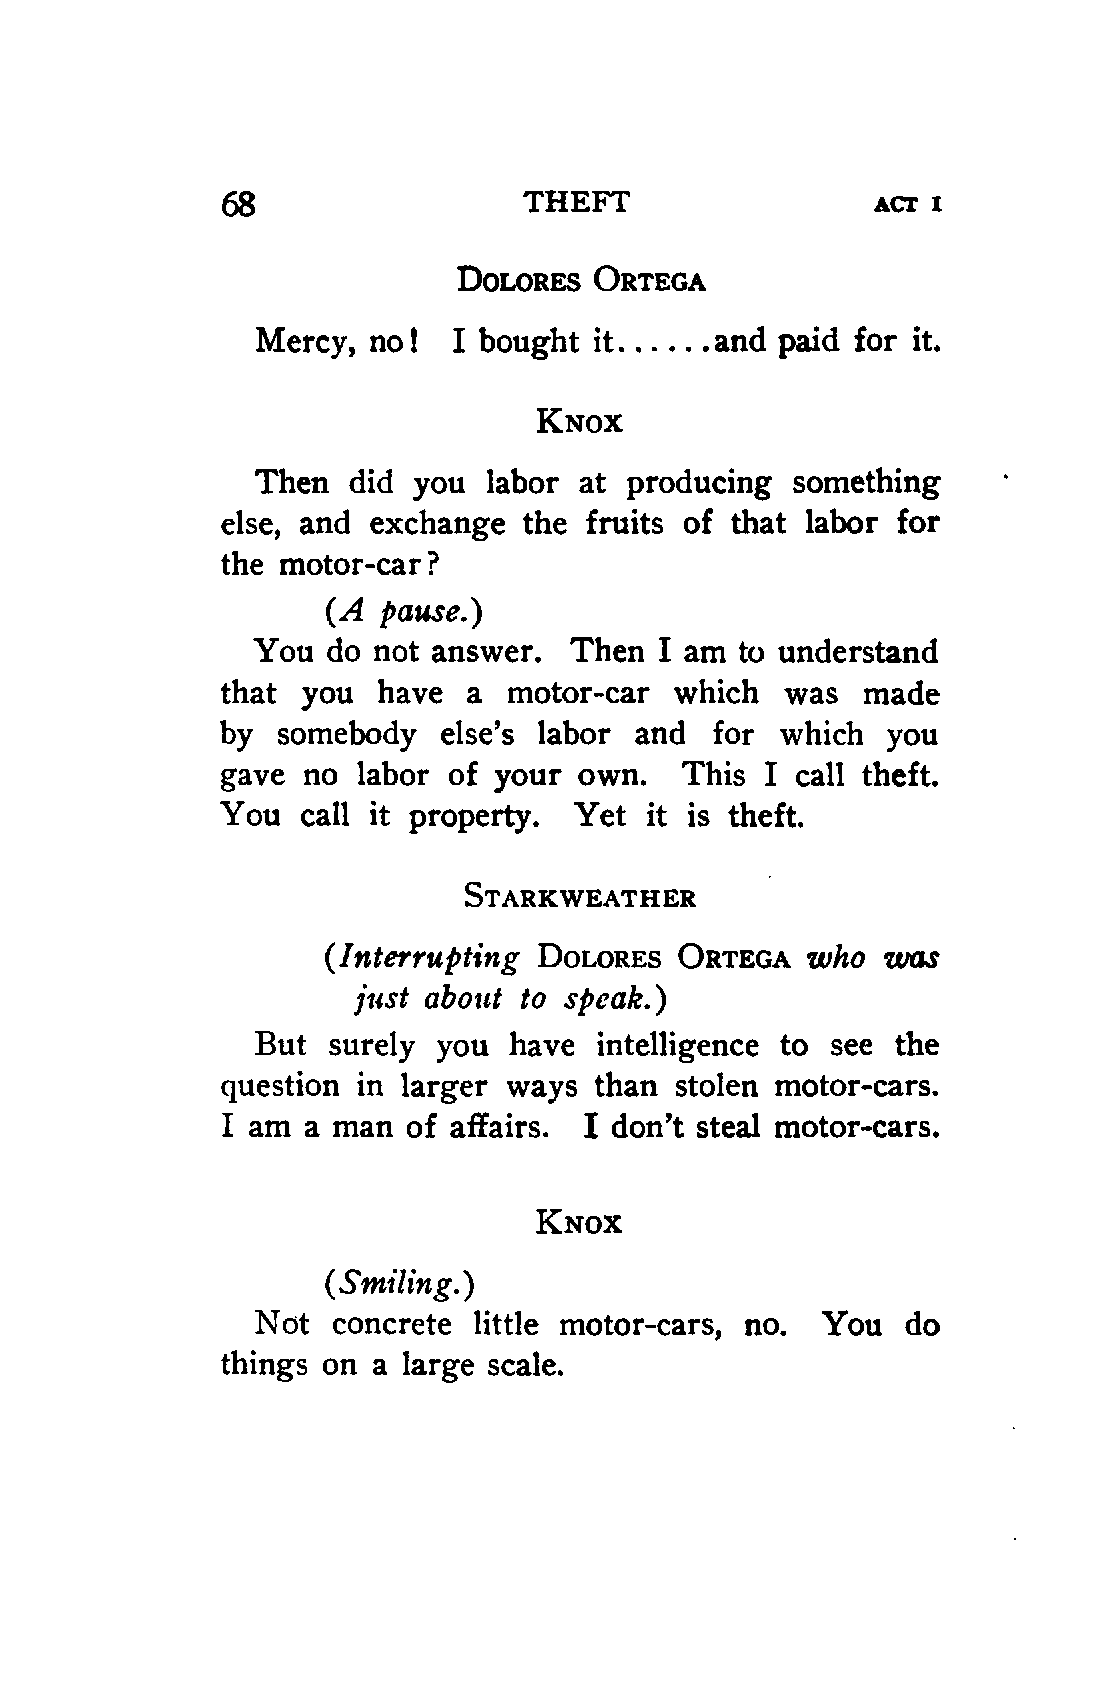 68 THEFT ACT I
DOLORES ORTEGA
Mercy, no! I bought it......and paid for it.
KNOX
Then did you labor at producing something
else, and exchange the fruits of that labor for
the motor-car?
(A pause.)
You do not answer. Then I am to understand
that you have a motor-car which was made
by somebody else's labor and for which you
gave no labor of your own. This I call theft.
You call it property. Yet it is theft.
STARKWEATHER
(Interrupting DOLORES ORTEGA who was
just about to speak.)
But surely you have intelligence to see the
question in larger ways than stolen motor-cars.
I am a man of affairs. I don't steal motor-cars.
KNOX
(Smiling.)
Not concrete little motor-cars, no. You do
things on a large scale.